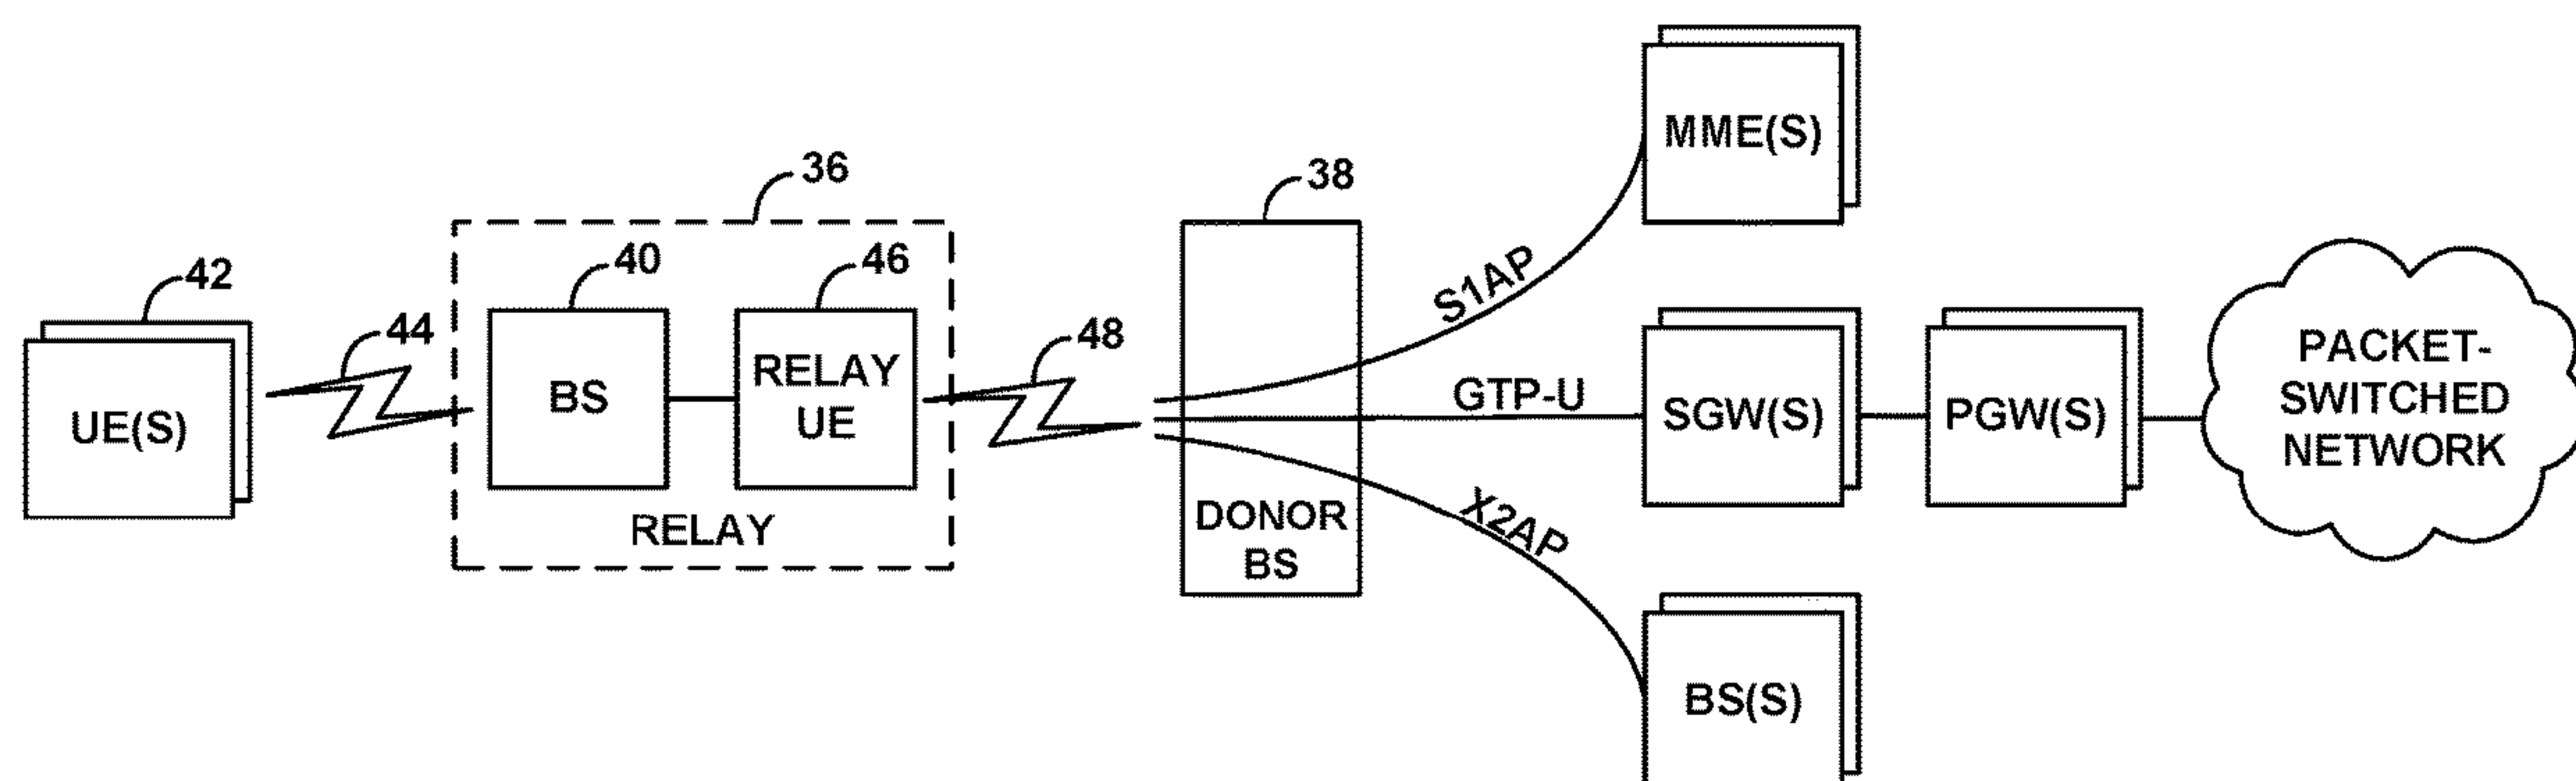 42
UE(S)
44
36
40
BS
46
RELAY
UE
RELAY
48
38
DONOR
BS
S1AP
GTP-U
X2AP
MME(S)
SGW(S)
PGW(S)
BS(S)
PACKET-
SWITCHED
NETWORK